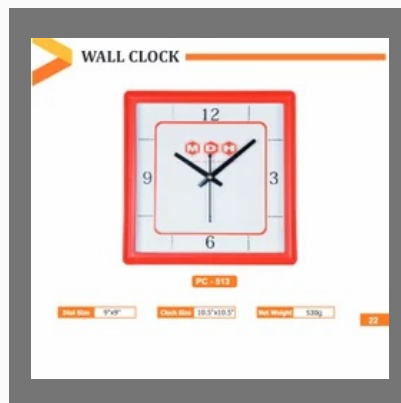 WALL CLOCK
12
MDH
9 3
6
PC - 513
Dial Size 9"x9" Clock Size 10.5"x10.5" Net Weight 530g
22